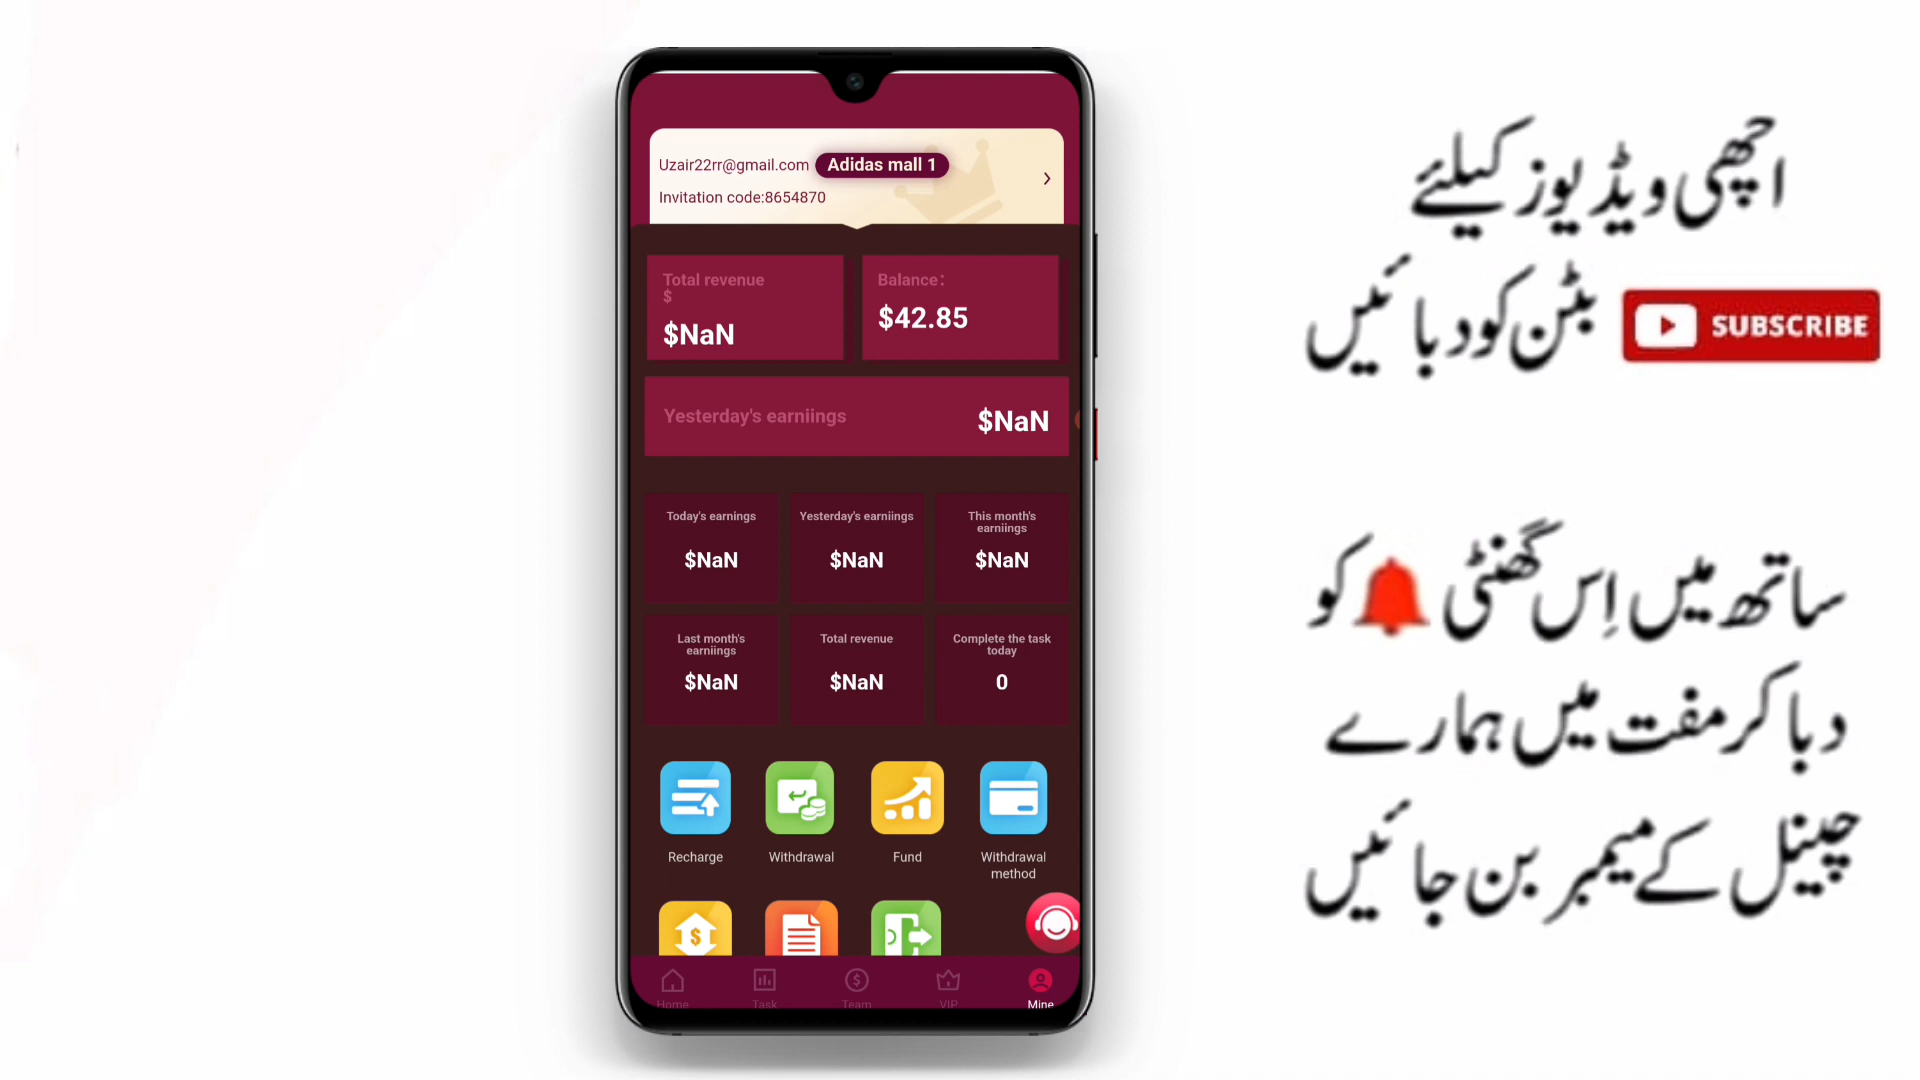 Uzair22rr@gmail.com Adidas mall 1
Invitation code:8654870
Total revenue
$
$NaN
Balance:
$42.85
Yesterday's earniings
$NaN
Today's earnings
$NaN
Yesterday's earniings
$NaN
This month's
earniings
$NaN
Last month's
earniings
$NaN
Total revenue
$NaN
Complete the task
today
0
Recharge
Withdrawal
Fund
Withdrawal
method
Home
Task
Team
VIP
Mine
اچھی ویڈیوز کیلئے
SUBSCRIBE بٹن کو دبائیں
ساتھ میں اِس گھنٹی کو
دبا کر مفت میں ہمارے
چینل کے میمبر بن جائیں